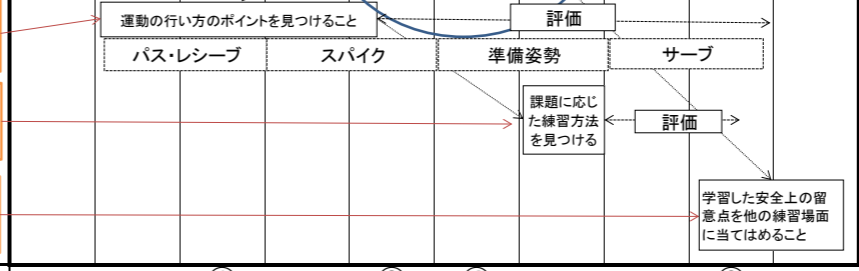 運動の行い方のポイントを見つけること
評価
パス・レシーブ
スパイク
準備姿勢
サーブ
課題に応じ
た練習方法
を見つける
評価
学習した安全上の留
意点を他の練習場面
に当てはめること